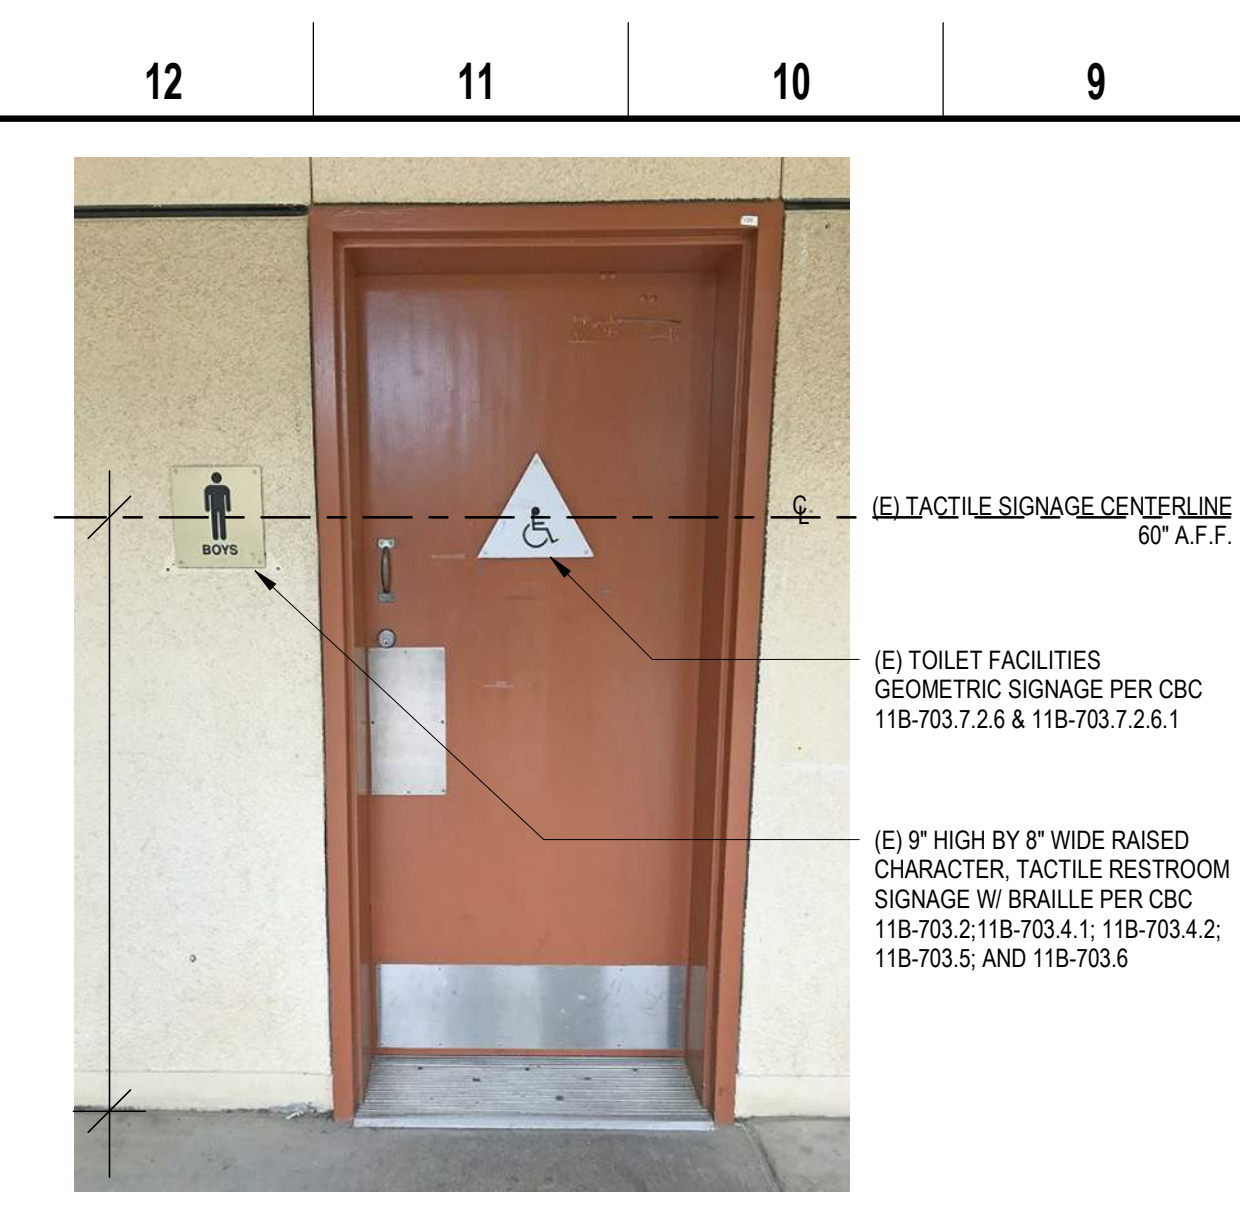 12 11 10 9
BOYS
℄
(E) TACTILE SIGNAGE CENTERLINE
60" A.F.F.
(E) TOILET FACILITIES
GEOMETRIC SIGNAGE PER CBC
11B-703.7.2.6 & 11B-703.7.2.6.1
(E) 9" HIGH BY 8" WIDE RAISED
CHARACTER, TACTILE RESTROOM
SIGNAGE W/ BRAILLE PER CBC
11B-703.2;11B-703.4.1; 11B-703.4.2;
11B-703.5; AND 11B-703.6